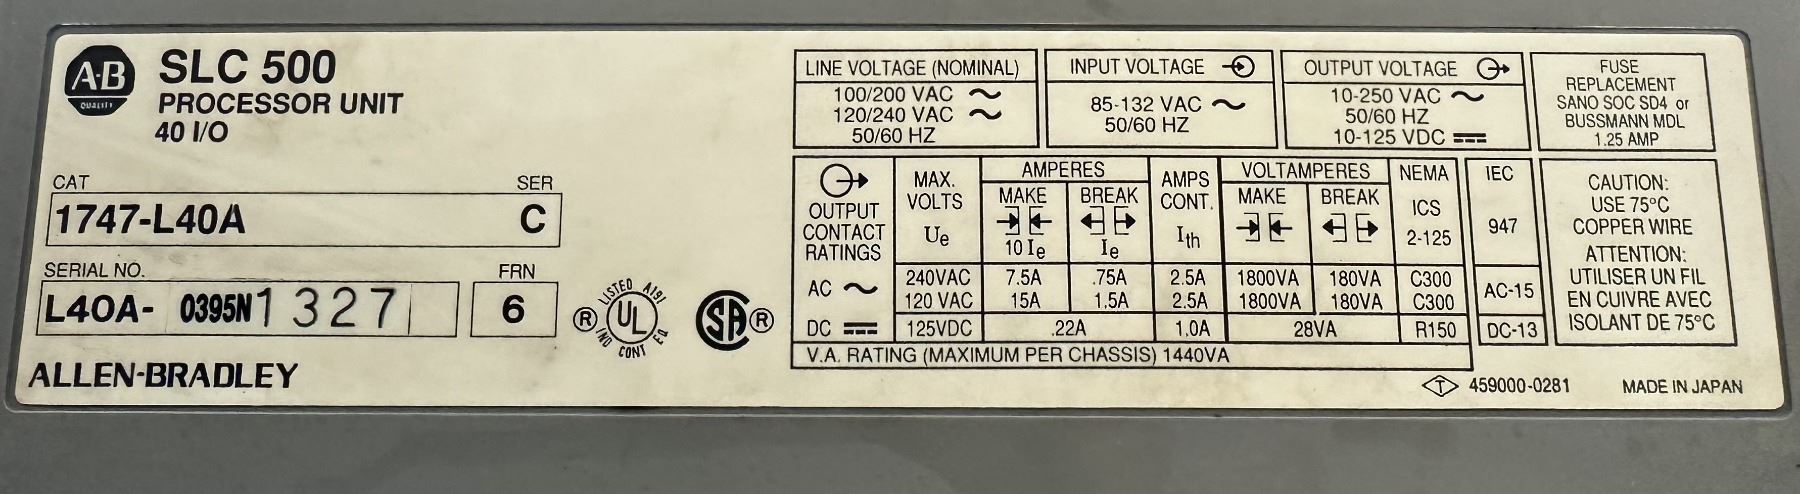 A-B
QUALITY
SLC 500
PROCESSOR UNIT
40 I/O
CAT SER
1747-L40A C
SERIAL NO. FRN
L40A- 0395N1327 6
ALLEN-BRADLEY
® LISTED A191 UL IND CONT EQ
SA ®
LINE VOLTAGE (NOMINAL)
100/200 VAC
120/240 VAC
50/60 HZ
INPUT VOLTAGE
85-132 VAC
50/60 HZ
OUTPUT VOLTAGE
10-250 VAC
50/60 HZ
10-125 VDC
FUSE
REPLACEMENT
SANO SOC SD4 or
BUSSMANN MDL
1.25 AMP
OUTPUT
CONTACT
RATINGS
MAX.
VOLTS
Ue
AMPERES
MAKE
10 Ie
BREAK
Ie
AMPS
CONT.
Ith
VOLTAMPERES
MAKE BREAK
NEMA
ICS
2-125
IEC
947
AC 240VAC 7.5A .75A 2.5A 1800VA 180VA C300 AC-15
120 VAC 15A 1.5A 2.5A 1800VA 180VA C300
DC 125VDC .22A 1.0A 28VA R150 DC-13
V.A. RATING (MAXIMUM PER CHASSIS) 1440VA
CAUTION:
USE 75°C
COPPER WIRE
ATTENTION:
UTILISER UN FIL
EN CUIVRE AVEC
ISOLANT DE 75°C
T 459000-0281 MADE IN JAPAN